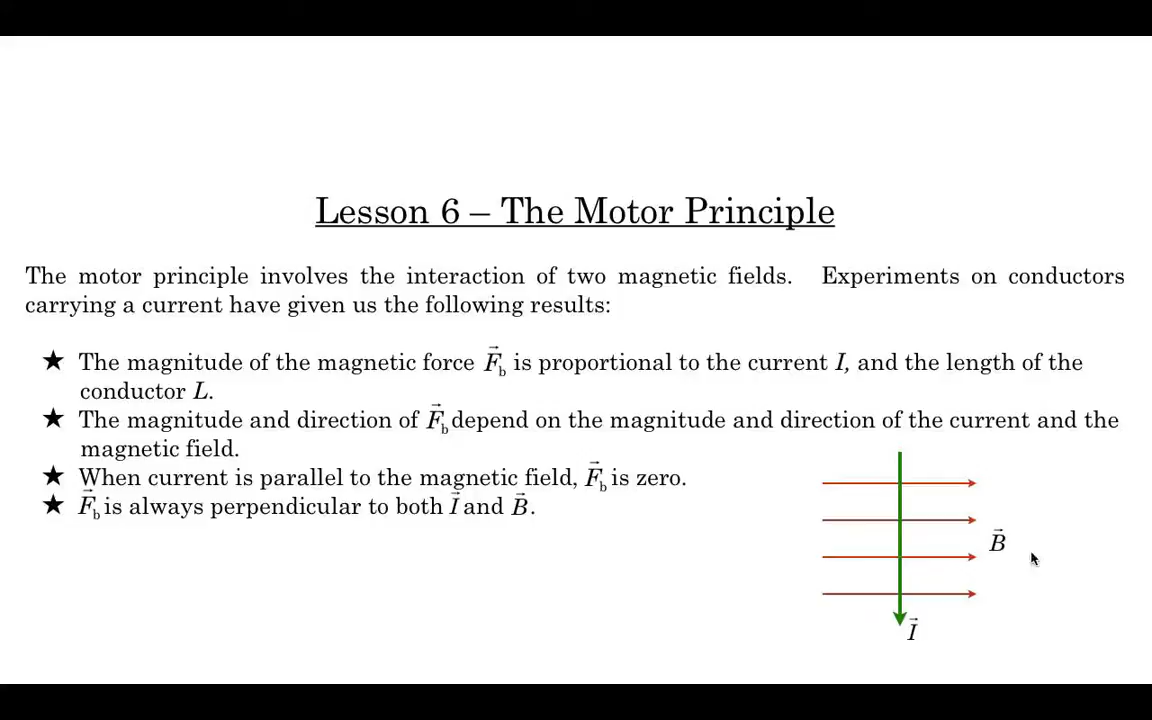 Lesson 6 – The Motor Principle
The motor principle involves the interaction of two magnetic fields. Experiments on conductors
carrying a current have given us the following results:
★ The magnitude of the magnetic force F⃗b is proportional to the current I, and the length of the
conductor L.
★ The magnitude and direction of F⃗b depend on the magnitude and direction of the current and the
magnetic field.
★ When current is parallel to the magnetic field, F⃗b is zero.
★ F⃗b is always perpendicular to both I⃗ and B⃗.
B⃗
I⃗